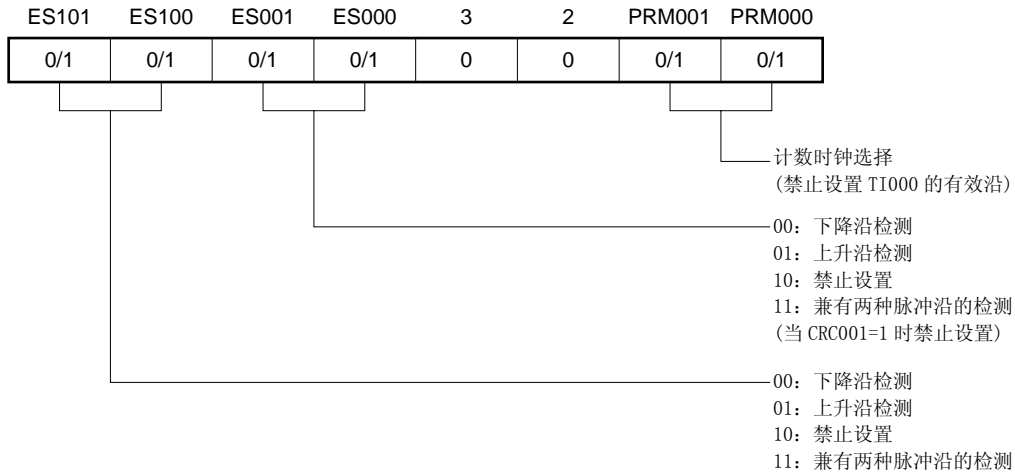 ES101 ES100 ES001 ES000 3 2 PRM001 PRM000
0/1 0/1 0/1 0/1 0 0 0/1 0/1
计数时钟选择
(禁止设置 TI000 的有效沿)
00：下降沿检测
01：上升沿检测
10：禁止设置
11：兼有两种脉冲沿的检测
(当 CRC001=1 时禁止设置)
00：下降沿检测
01：上升沿检测
10：禁止设置
11：兼有两种脉冲沿的检测